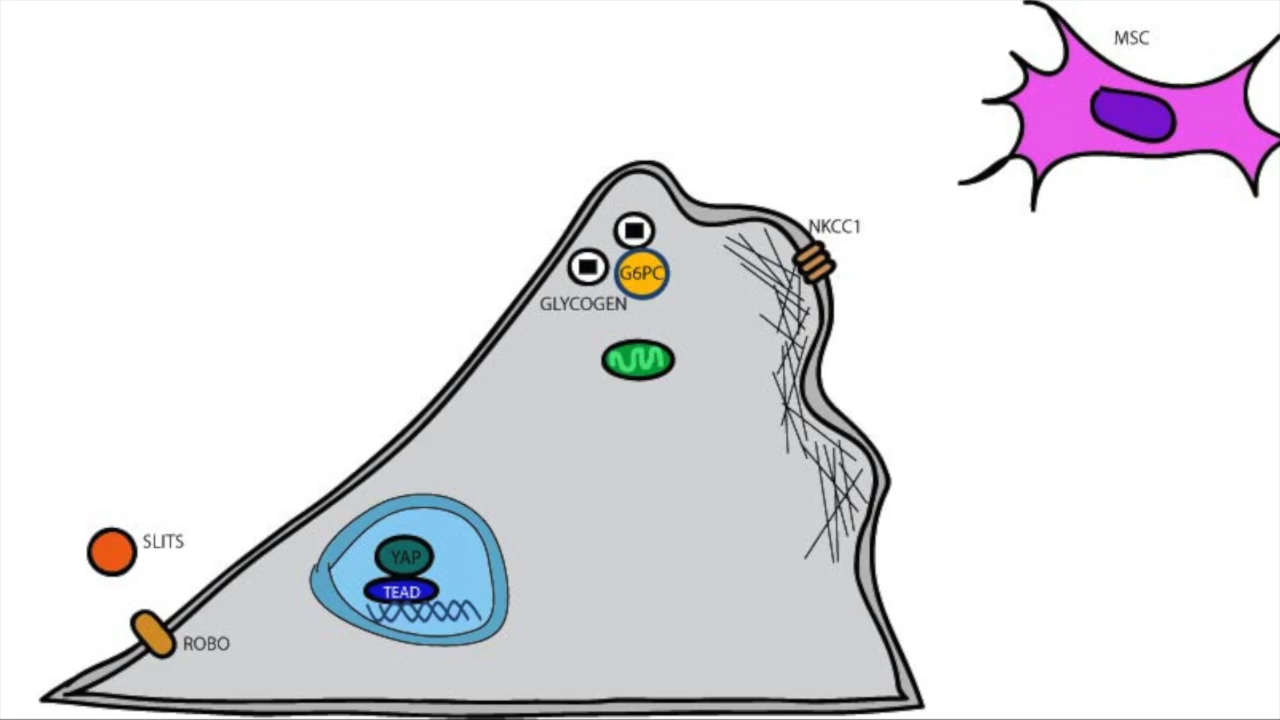 MSC
NKCC1
G6PC
GLYCOGEN
SLITS
YAP
TEAD
ROBO